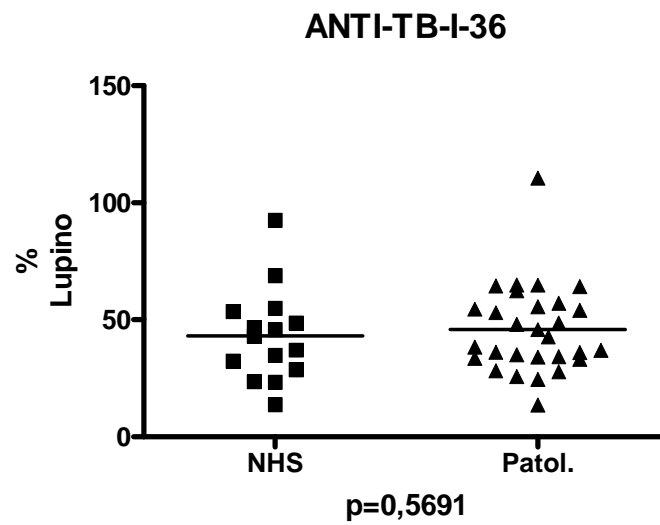 ANTI-TB-I-36
150
100
50
0
%
Lupino
NHS
Patol.
p=0,5691